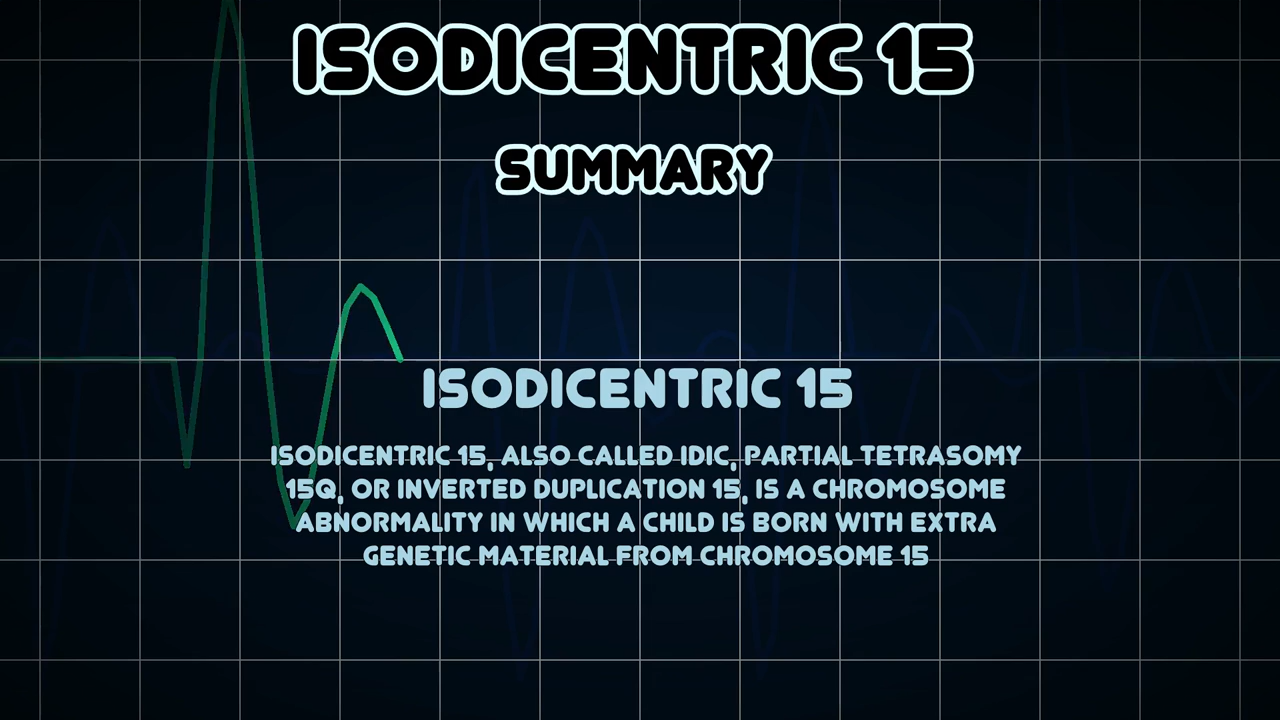 ISODICENTRIC 15
SUMMARY
ISODICENTRIC 15
ISODICENTRIC 15, ALSO CALLED IDIC, PARTIAL TETRASOMY
15Q, OR INVERTED DUPLICATION 15, IS A CHROMOSOME
ABNORMALITY IN WHICH A CHILD IS BORN WITH EXTRA
GENETIC MATERIAL FROM CHROMOSOME 15